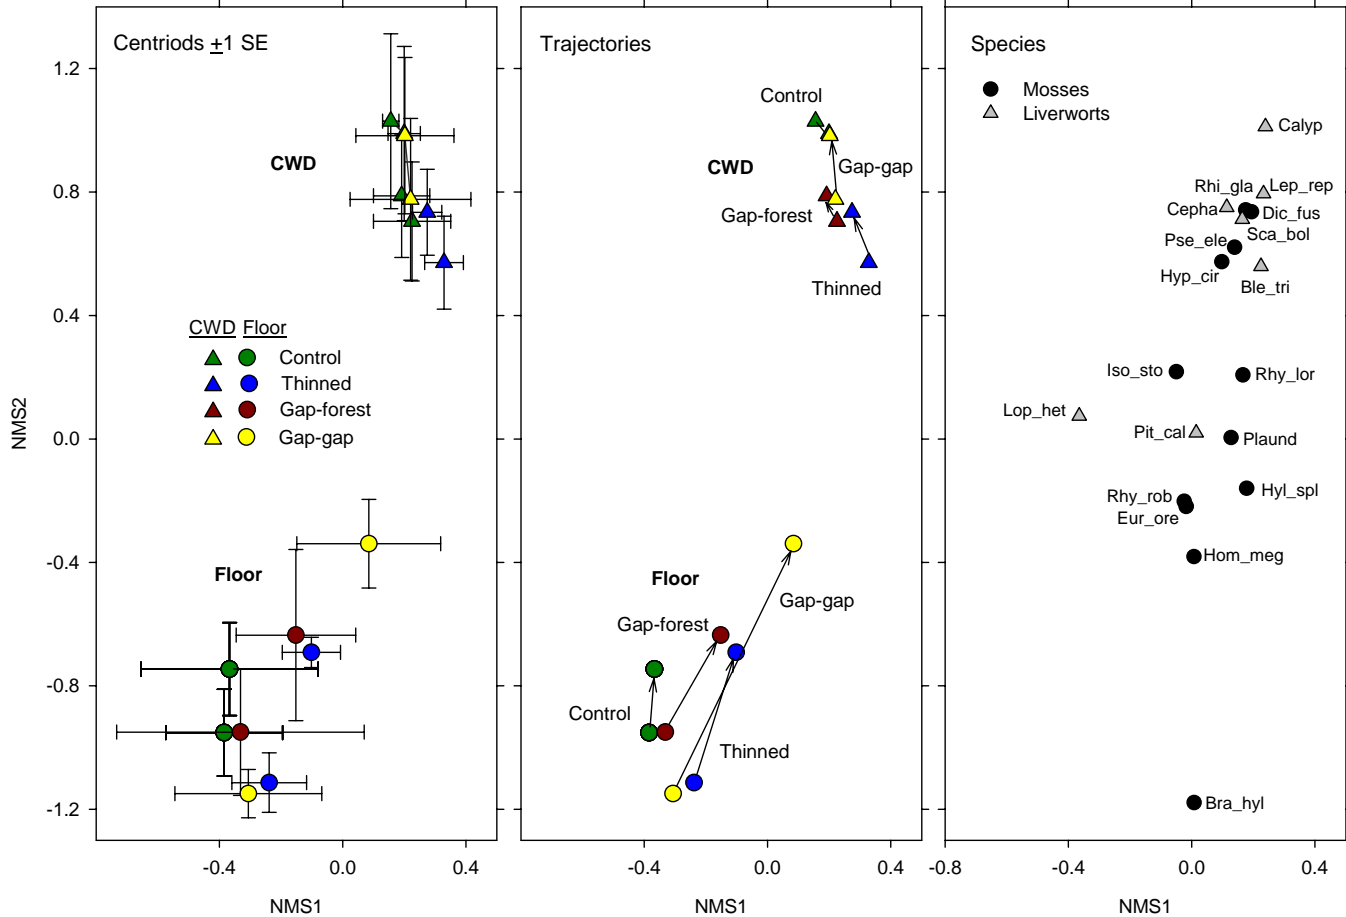 Centriods ±1 SE
CWD
CWD Floor
Control
Thinned
Gap-forest
Gap-gap
Floor
NMS2
1.2
0.8
0.4
0.0
-0.4
-0.8
-1.2
-0.4 0.0 0.4
NMS1
Trajectories
Control
CWD
Gap-gap
Gap-forest
Thinned
Floor
Gap-gap
Gap-forest
Control
Thinned
-0.4 0.0 0.4
NMS1
Species
Mosses
Liverworts
Calyp
Rhi_gla Lep_rep
Cepha Dic_fus
Pse_ele Sca_bol
Hyp_cir Ble_tri
Iso_sto Rhy_lor
Lop_het
Pit_cal Plaund
Rhy_rob Hyl_spl
Eur_ore
Hom_meg
Bra_hyl
-0.8 0.0 0.4
NMS1